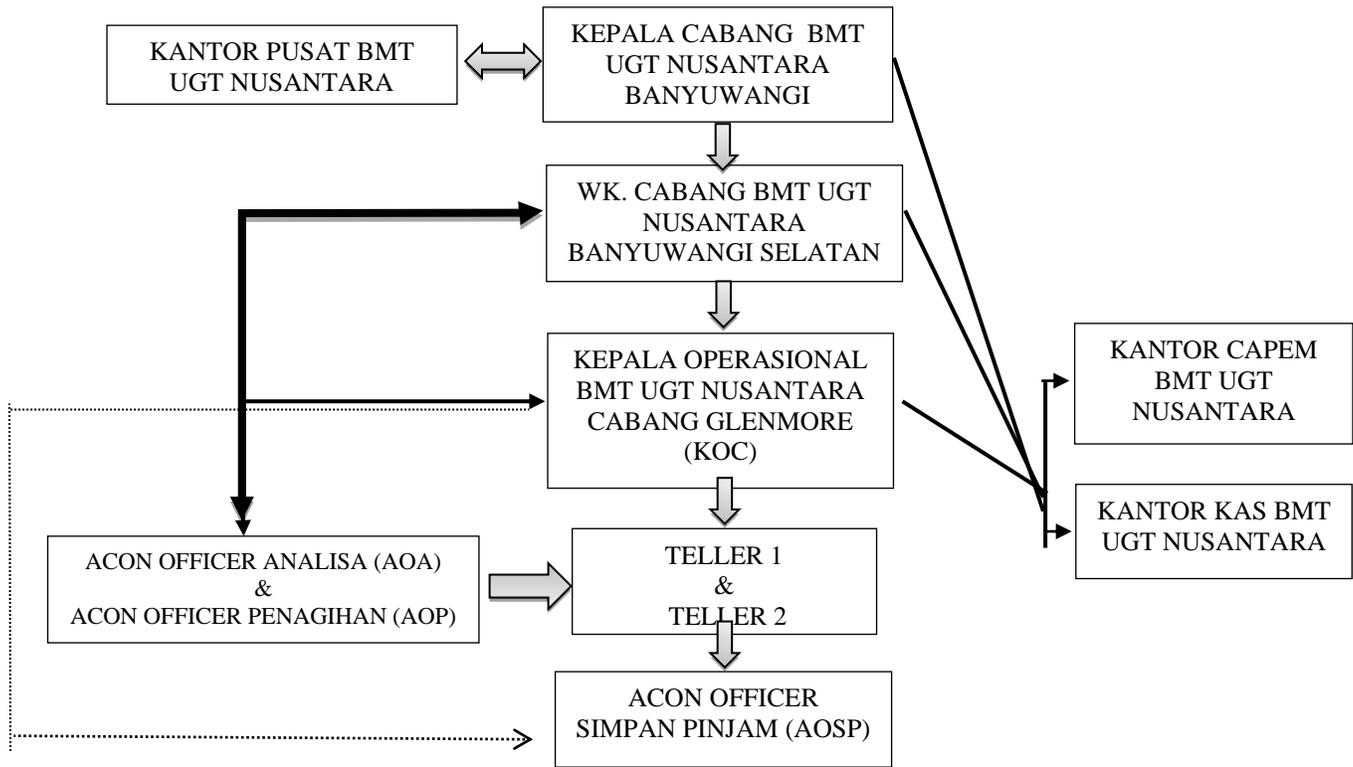 KANTOR PUSAT BMT
UGT NUSANTARA
KEPALA CABANG BMT
UGT NUSANTARA
BANYUWANGI
WK. CABANG BMT UGT
NUSANTARA
BANYUWANGI SELATAN
KEPALA OPERASIONAL
BMT UGT NUSANTARA
CABANG GLENMORE
(KOC)
KANTOR CAPEM
BMT UGT
NUSANTARA
KANTOR KAS BMT
UGT NUSANTARA
ACON OFFICER ANALISA (AOA)
&
ACON OFFICER PENAGIHAN (AOP)
TELLER 1
&
TELLER 2
ACON OFFICER
SIMPAN PINJAM (AOSP)